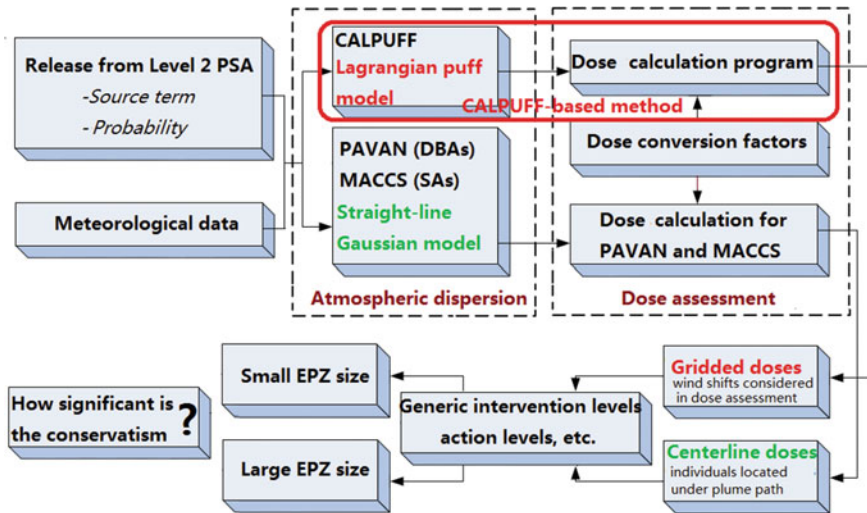 Release from Level 2 PSA
-Source term
- Probability
Meteorological data
CALPUFF
Lagrangian puff
model
CALPUFF-based method
PAVAN (DBAs)
MACCS (SAs)
Straight-line
Gaussian model
Atmospheric dispersion
Dose calculation program
Dose conversion factors
Dose calculation for
PAVAN and MACCS
Dose assessment
How significant is
the conservatism ?
Small EPZ size
Large EPZ size
Generic intervention levels
action levels, etc.
Gridded doses
wind shifts considered
in dose assessment
Centerline doses
individuals located
under plume path